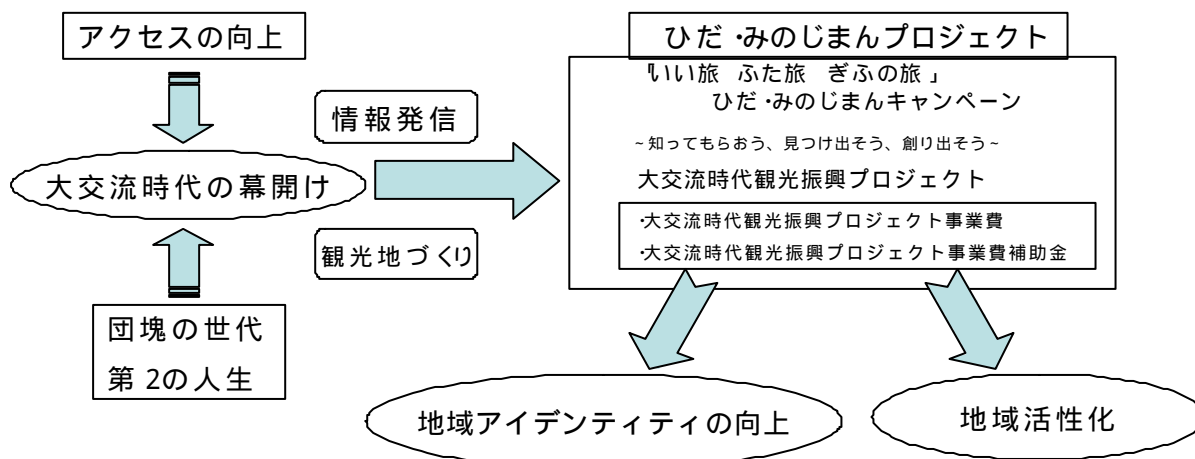 アクセスの向上
ひだ・みのじまんプロジェクト
『いい旅 ふた旅 ぎふの旅』
ひだ・みのじまんキャンペーン
~知ってもらおう、見つけ出そう、創り出そう~
情報発信
大交流時代の幕開け
大交流時代観光振興プロジェクト
・大交流時代観光振興プロジェクト事業費
・大交流時代観光振興プロジェクト事業費補助金
観光地づくり
団塊の世代
第2の人生
地域アイデンティティの向上
地域活性化